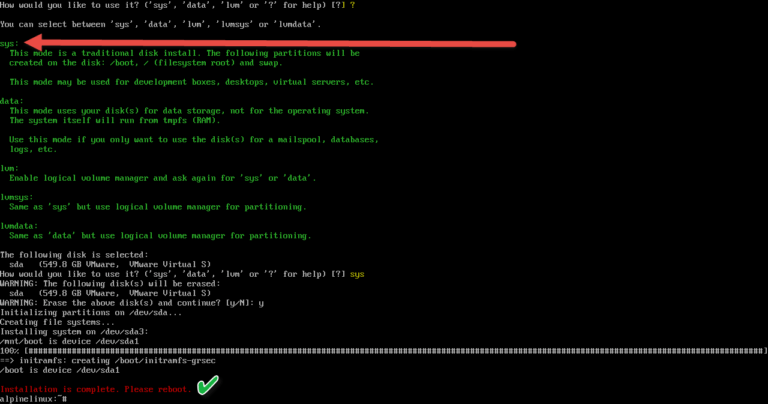 How would you like to use it? ('sys', 'data', 'lvm' or '?' for help) [?] ?
You can select between 'sys', 'data', 'lvm', 'lvmsys' or 'lvmdata'.
sys:
This mode is a traditional disk install. The following partitions will be
created on the disk: /boot, / (filesystem root) and swap.
This mode may be used for development boxes, desktops, virtual servers, etc.
data:
This mode uses your disk(s) for data storage, not for the operating system.
The system itself will run from tmpfs (RAM).
Use this mode if you only want to use the disk(s) for a mailspool, databases,
logs, etc.
lvm:
Enable logical volume manager and ask again for 'sys' or 'data'.
lvmsys:
Same as 'sys' but use logical volume manager for partitioning.
lvmdata:
Same as 'data' but use logical volume manager for partitioning.
The following disk is selected:
sda (549.8 GB VMware, VMware Virtual S)
How would you like to use it? ('sys', 'data', 'lvm' or '?' for help) [?] sys
WARNING: The following disk(s) will be erased:
sda (549.8 GB VMware, VMware Virtual S)
WARNING: Erase the above disk(s) and continue? [y/N]: y
Initializing partitions on /dev/sda...
Creating file systems...
Installing system on /dev/sda3:
/mnt/boot is device /dev/sda1
100% [################################################################################################################################################]
==> initramfs: creating /boot/initramfs-grsec
/boot is device /dev/sda1
Installation is complete. Please reboot.
alpinelinux:~#